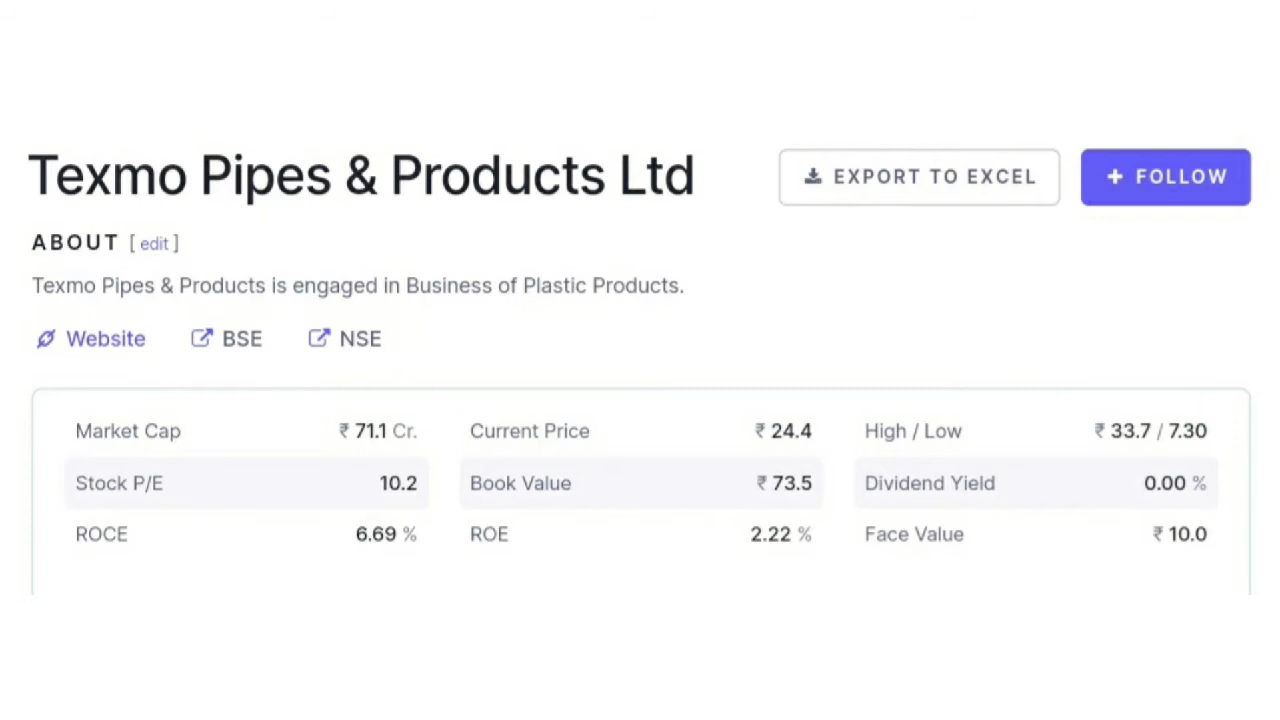 Texmo Pipes & Products Ltd
EXPORT TO EXCEL
FOLLOW
ABOUT [ edit ]
Texmo Pipes & Products is engaged in Business of Plastic Products.
Website BSE NSE
Market Cap ₹ 71.1 Cr. Current Price ₹ 24.4 High / Low ₹ 33.7 / 7.30
Stock P/E 10.2 Book Value ₹ 73.5 Dividend Yield 0.00 %
ROCE 6.69 % ROE 2.22 % Face Value ₹ 10.0